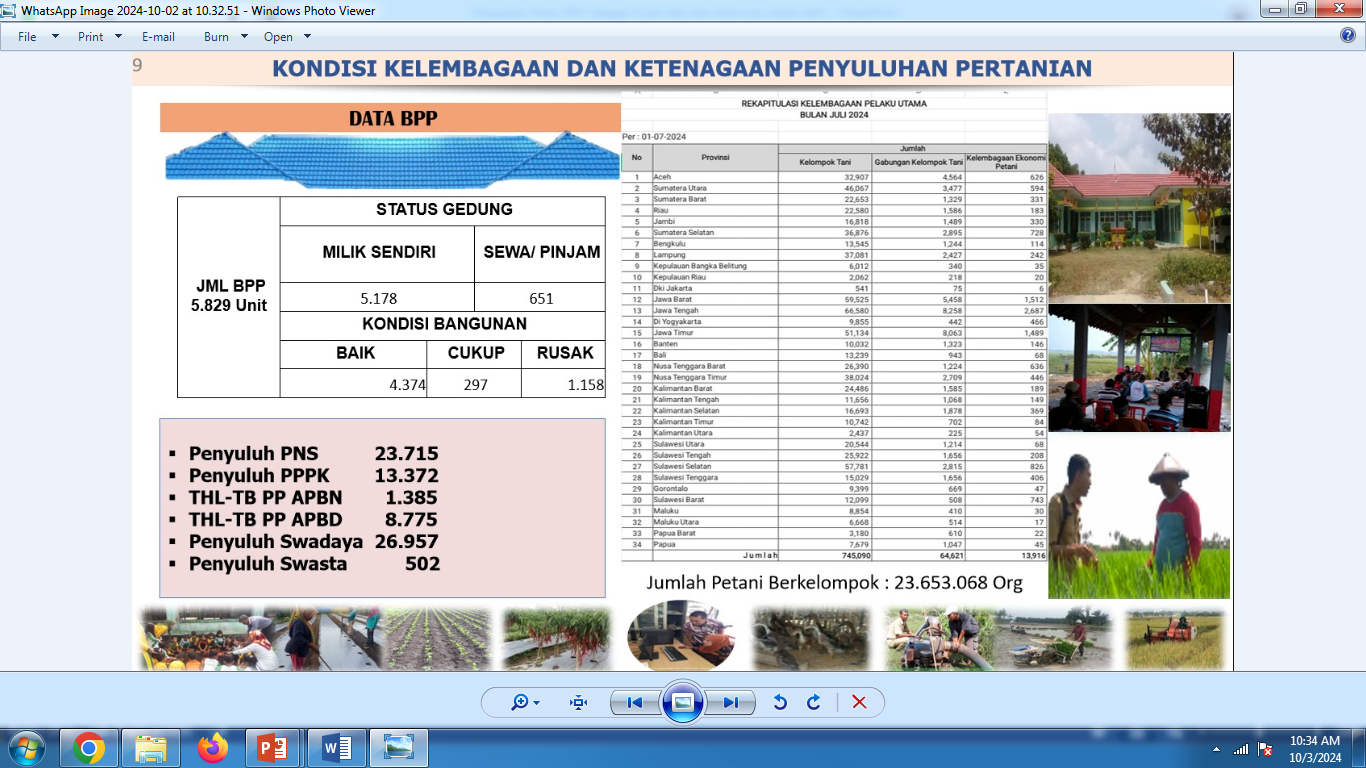 WhatsApp Image 2024-10-02 at 10.32.51 - Windows Photo Viewer
File Print E-mail Burn Open
9
KONDISI KELEMBAGAAN DAN KETENAGAAN PENYULUHAN PERTANIAN
DATA BPP
JML BPP
5.829 Unit
STATUS GEDUNG
MILIK SENDIRI SEWA/ PINJAM
5.178 651
KONDISI BANGUNAN
BAIK CUKUP RUSAK
4.374 297 1.158
▪ Penyuluh PNS 23.715
▪ Penyuluh PPPK 13.372
▪ THL-TB PP APBN 1.385
▪ THL-TB PP APBD 8.775
▪ Penyuluh Swadaya 26.957
▪ Penyuluh Swasta 502
REKAPITULASI KELEMBAGAAN PELAKU UTAMA
BULAN JULI 2024
Per : 01-07-2024
No Provinsi Jumlah
Kelompok Tani Gabungan Kelompok Tani Kelembagaan Ekonomi Petani
1 Aceh 32,907 4,564 626
2 Sumatera Utara 46,067 3,477 594
3 Sumatera Barat 22,653 1,329 331
4 Riau 22,580 1,586 183
5 Jambi 16,818 1,489 330
6 Sumatera Selatan 36,876 2,895 728
7 Bengkulu 13,545 1,244 114
8 Lampung 37,081 2,427 242
9 Kepulauan Bangka Belitung 6,012 340 35
10 Kepulauan Riau 2,062 218 20
11 Dki Jakarta 541 75 6
12 Jawa Barat 59,525 5,458 1,512
13 Jawa Tengah 66,580 8,258 2,687
14 Di Yogyakarta 9,855 442 466
15 Jawa Timur 51,134 8,063 1,489
16 Banten 10,032 1,323 146
17 Bali 13,239 943 68
18 Nusa Tenggara Barat 26,390 1,224 636
19 Nusa Tenggara Timur 38,024 2,709 446
20 Kalimantan Barat 24,486 1,585 189
21 Kalimantan Tengah 11,656 1,068 149
22 Kalimantan Selatan 16,693 1,878 369
23 Kalimantan Timur 10,742 702 84
24 Kalimantan Utara 2,437 225 54
25 Sulawesi Utara 20,544 1,214 68
26 Sulawesi Tengah 25,922 1,656 208
27 Sulawesi Selatan 57,781 2,815 826
28 Sulawesi Tenggara 15,029 1,656 406
29 Gorontalo 9,399 669 47
30 Sulawesi Barat 12,099 508 743
31 Maluku 8,854 410 30
32 Maluku Utara 6,668 514 17
33 Papua Barat 3,180 610 22
34 Papua 7,679 1,047 45
Jumlah 745,090 64,621 13,916
Jumlah Petani Berkelompok : 23.653.068 Org
10:34 AM
10/3/2024